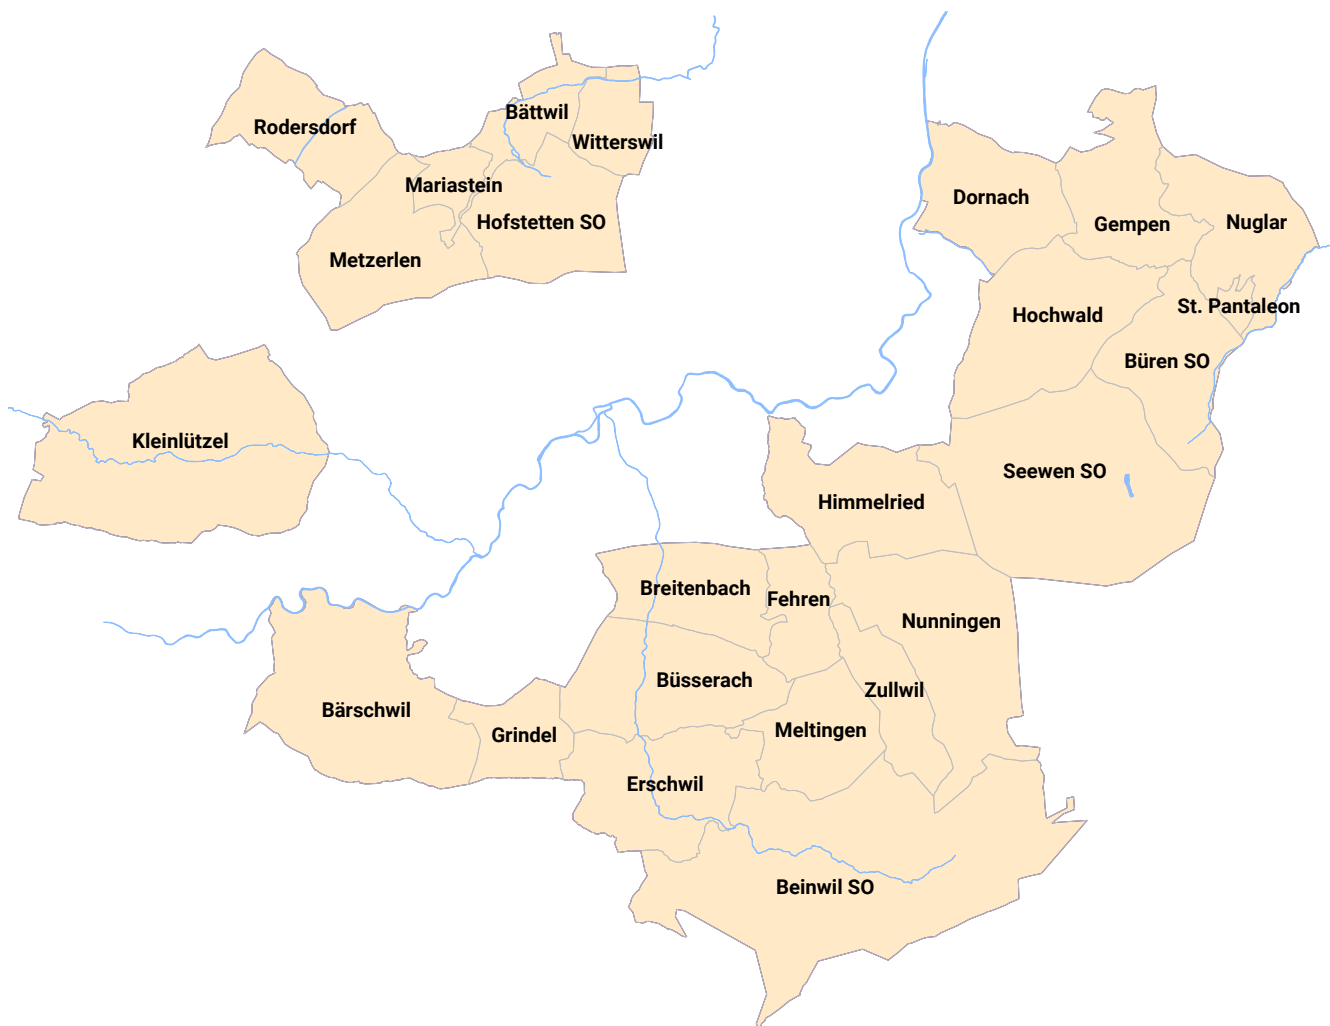 Bättwil
Rodersdorf
Witterswil
Mariastein
Dornach
Hofstetten SO
Gempen
Nuglar
Metzerlen
St. Pantaleon
Hochwald
Büren SO
Kleinlützel
Seewen SO
Himmelried
Breitenbach
Fehren
Nunningen
Büsserach
Zullwil
Bärschwil
Meltingen
Grindel
Erschwil
Beinwil SO